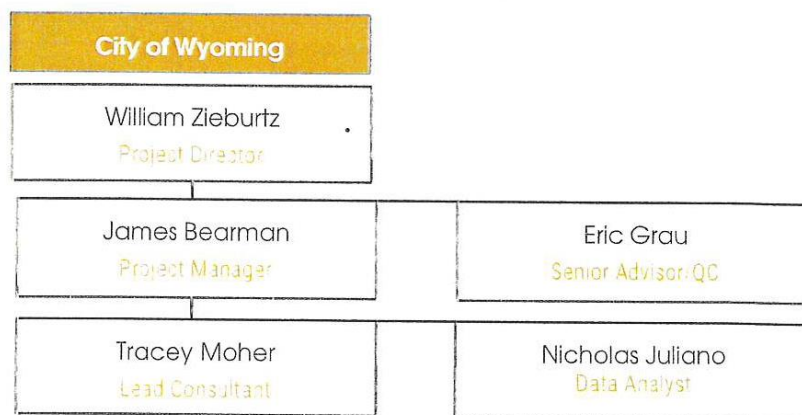 City of Wyoming
William Zieburtz
Project Director
James Bearman
Project Manager
Eric Grau
Senior Advisor/QC
Tracey Moher
Lead Consultant
Nicholas Juliano
Data Analyst